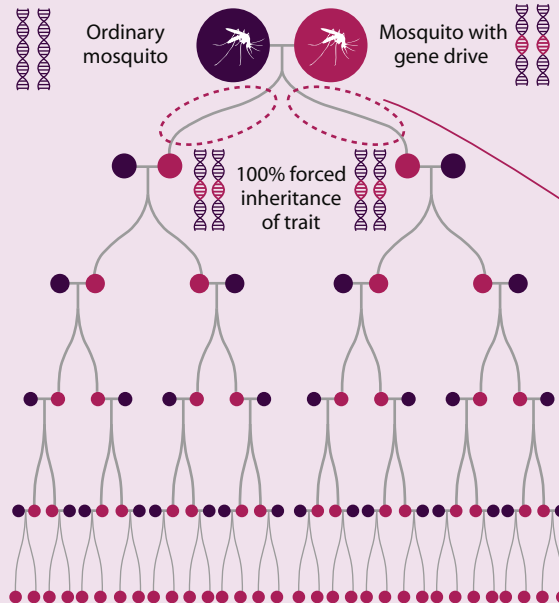 Ordinary
mosquito
Mosquito with
gene drive
100% forced
inheritance
of trait